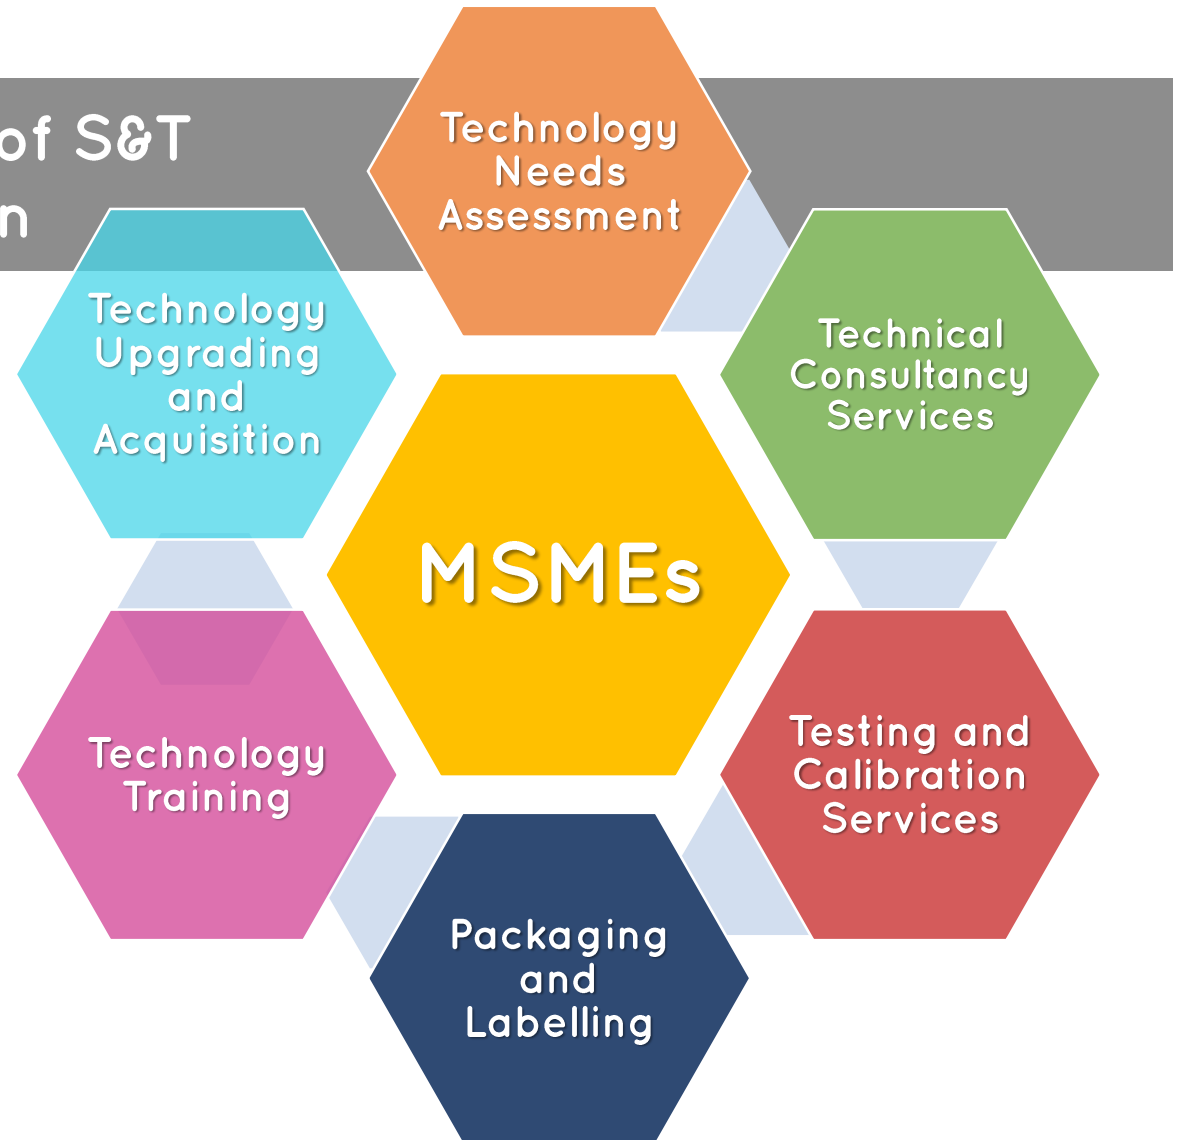 of S&T
n
Technology
Needs
Assessment
Technical
Consultancy
Services
Testing and
Calibration
Services
Packaging
and
Labelling
Technology
Training
Technology
Upgrading
and
Acquisition
MSMEs